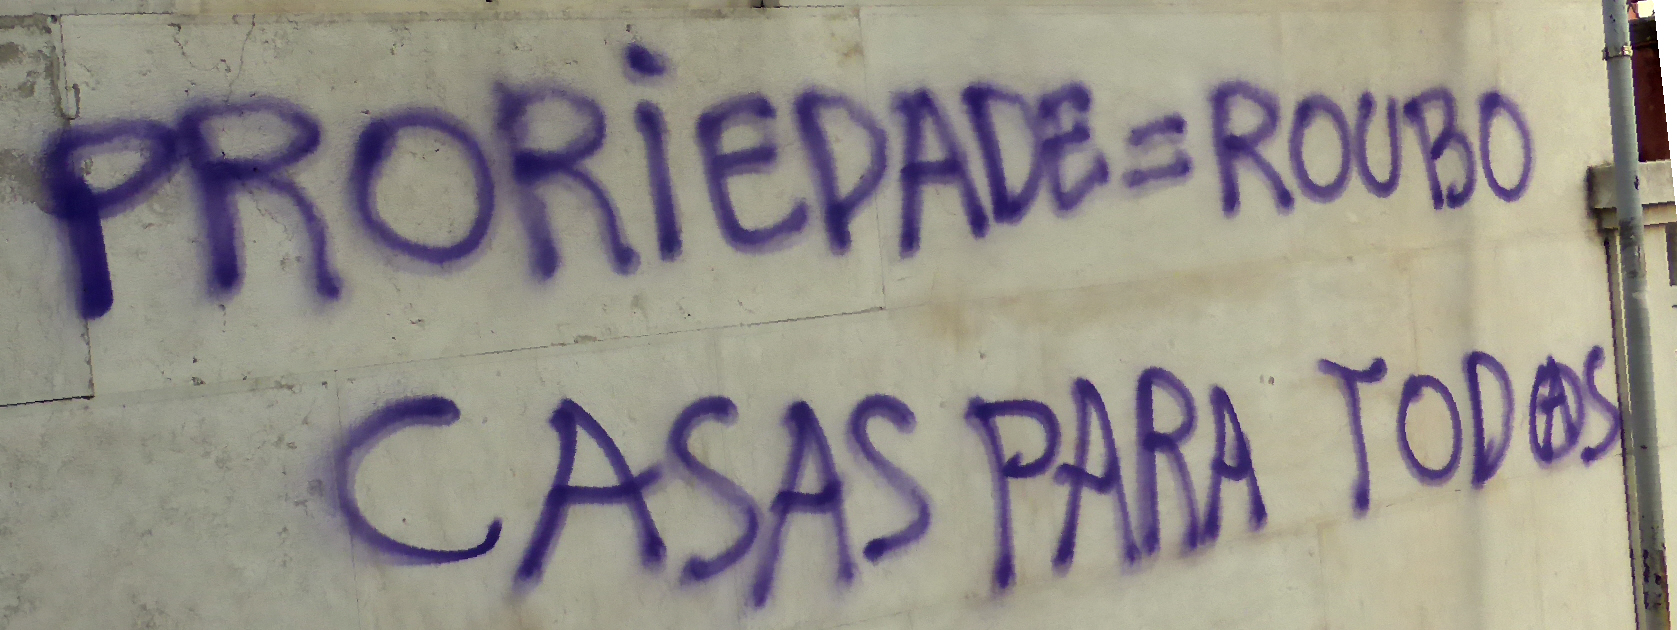 PRORiEDADE = ROUBO
CASAS PARA TODⒶS